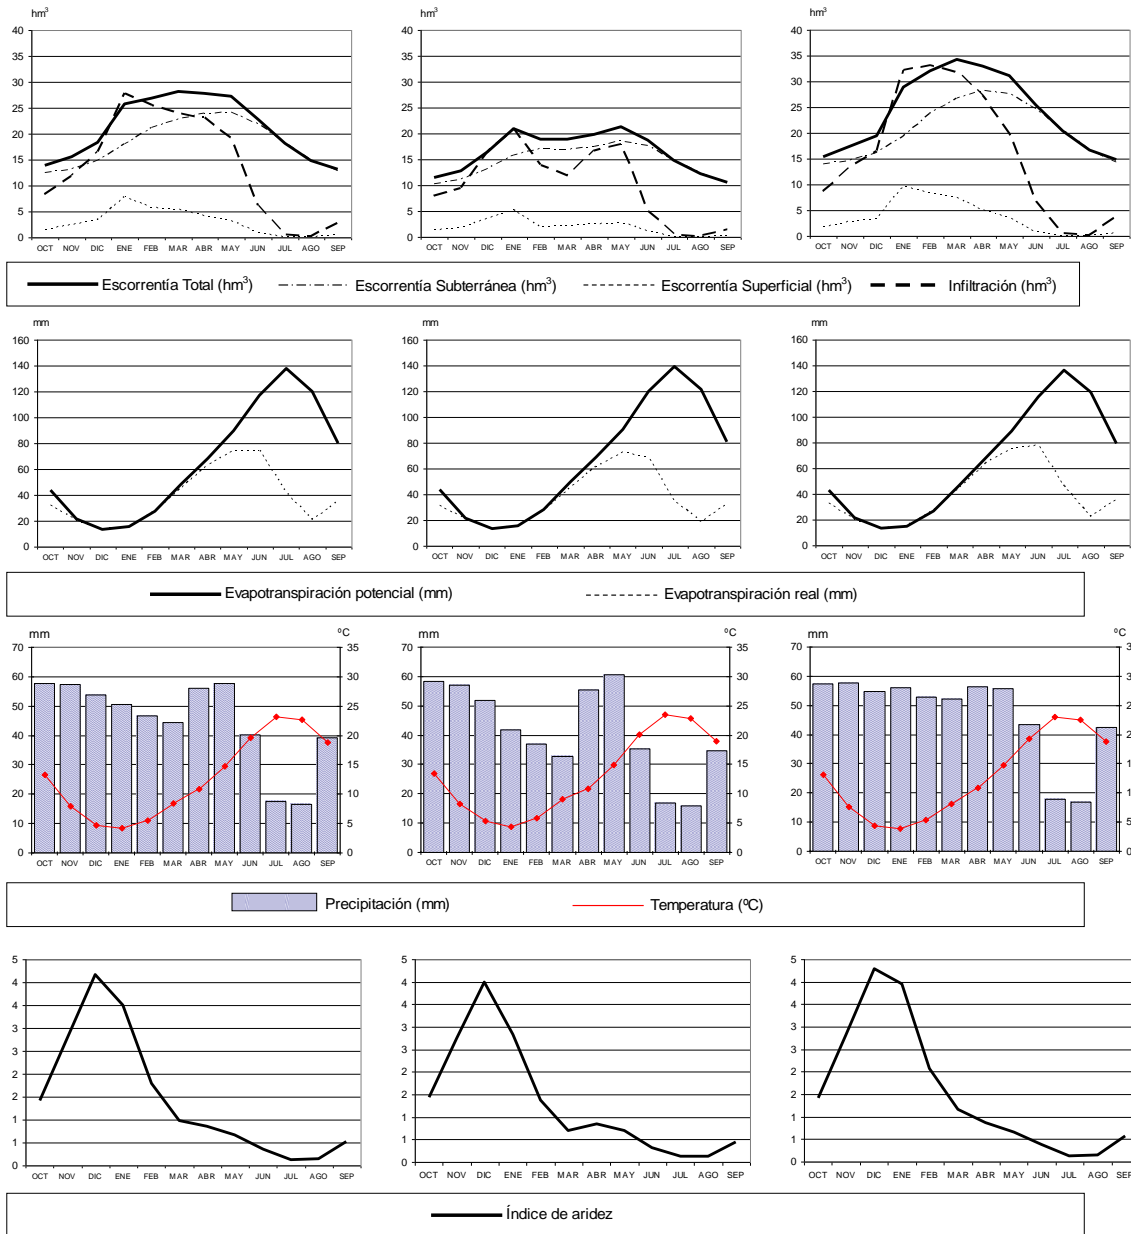 hm³ hm³ hm³
40 40 40
35 35 35
30 30 30
25 25 25
20 20 20
15 15 15
10 10 10
5 5 5
0 0 0
OCT NOV DIC ENE FEB MAR ABR MAY JUN JUL AGO SEP OCT NOV DIC ENE FEB MAR ABR MAY JUN JUL AGO SEP OCT NOV DIC ENE FEB MAR ABR MAY JUN JUL AGO SEP
Escorrentía Total (hm³) Escorrentía Subterránea (hm³) Escorrentía Superficial (hm³) Infiltración (hm³)
mm mm mm
160 160 160
140 140 140
120 120 120
100 100 100
80 80 80
60 60 60
40 40 40
20 20 20
0 0 0
OCT NOV DIC ENE FEB MAR ABR MAY JUN JUL AGO SEP OCT NOV DIC ENE FEB MAR ABR MAY JUN JUL AGO SEP OCT NOV DIC ENE FEB MAR ABR MAY JUN JUL AGO SEP
Evapotranspiración potencial (mm) Evapotranspiración real (mm)
mm ºC mm ºC mm ºC
70 35 70 35 70 3
60 30 60 30 60 3
50 25 50 25 50 2
40 20 40 20 40 2
30 15 30 15 30 1
20 10 20 10 20 1
10 5 10 5 10 5
0 0 0 0 0 0
OCT NOV DIC ENE FEB MAR ABR MAY JUN JUL AGO SEP OCT NOV DIC ENE FEB MAR ABR MAY JUN JUL AGO SEP OCT NOV DIC ENE FEB MAR ABR MAY JUN JUL AGO SEP
Precipitación (mm) Temperatura (ºC)
5 5 5
4 4 4
4 4 4
3 3 3
3 3 3
2 2 2
2 2 2
1 1 1
1 1 1
0 0 0
OCT NOV DIC ENE FEB MAR ABR MAY JUN JUL AGO SEP OCT NOV DIC ENE FEB MAR ABR MAY JUN JUL AGO SEP OCT NOV DIC ENE FEB MAR ABR MAY JUN JUL AGO SEP
Índice de aridez